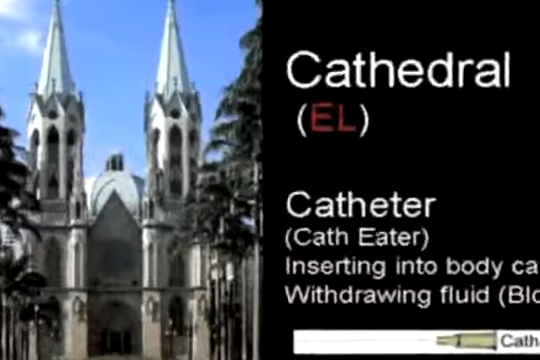 Cathedral
(EL)
Catheter
(Cath Eater)
Inserting into body ca
Withdrawing fluid (Blo
Cath